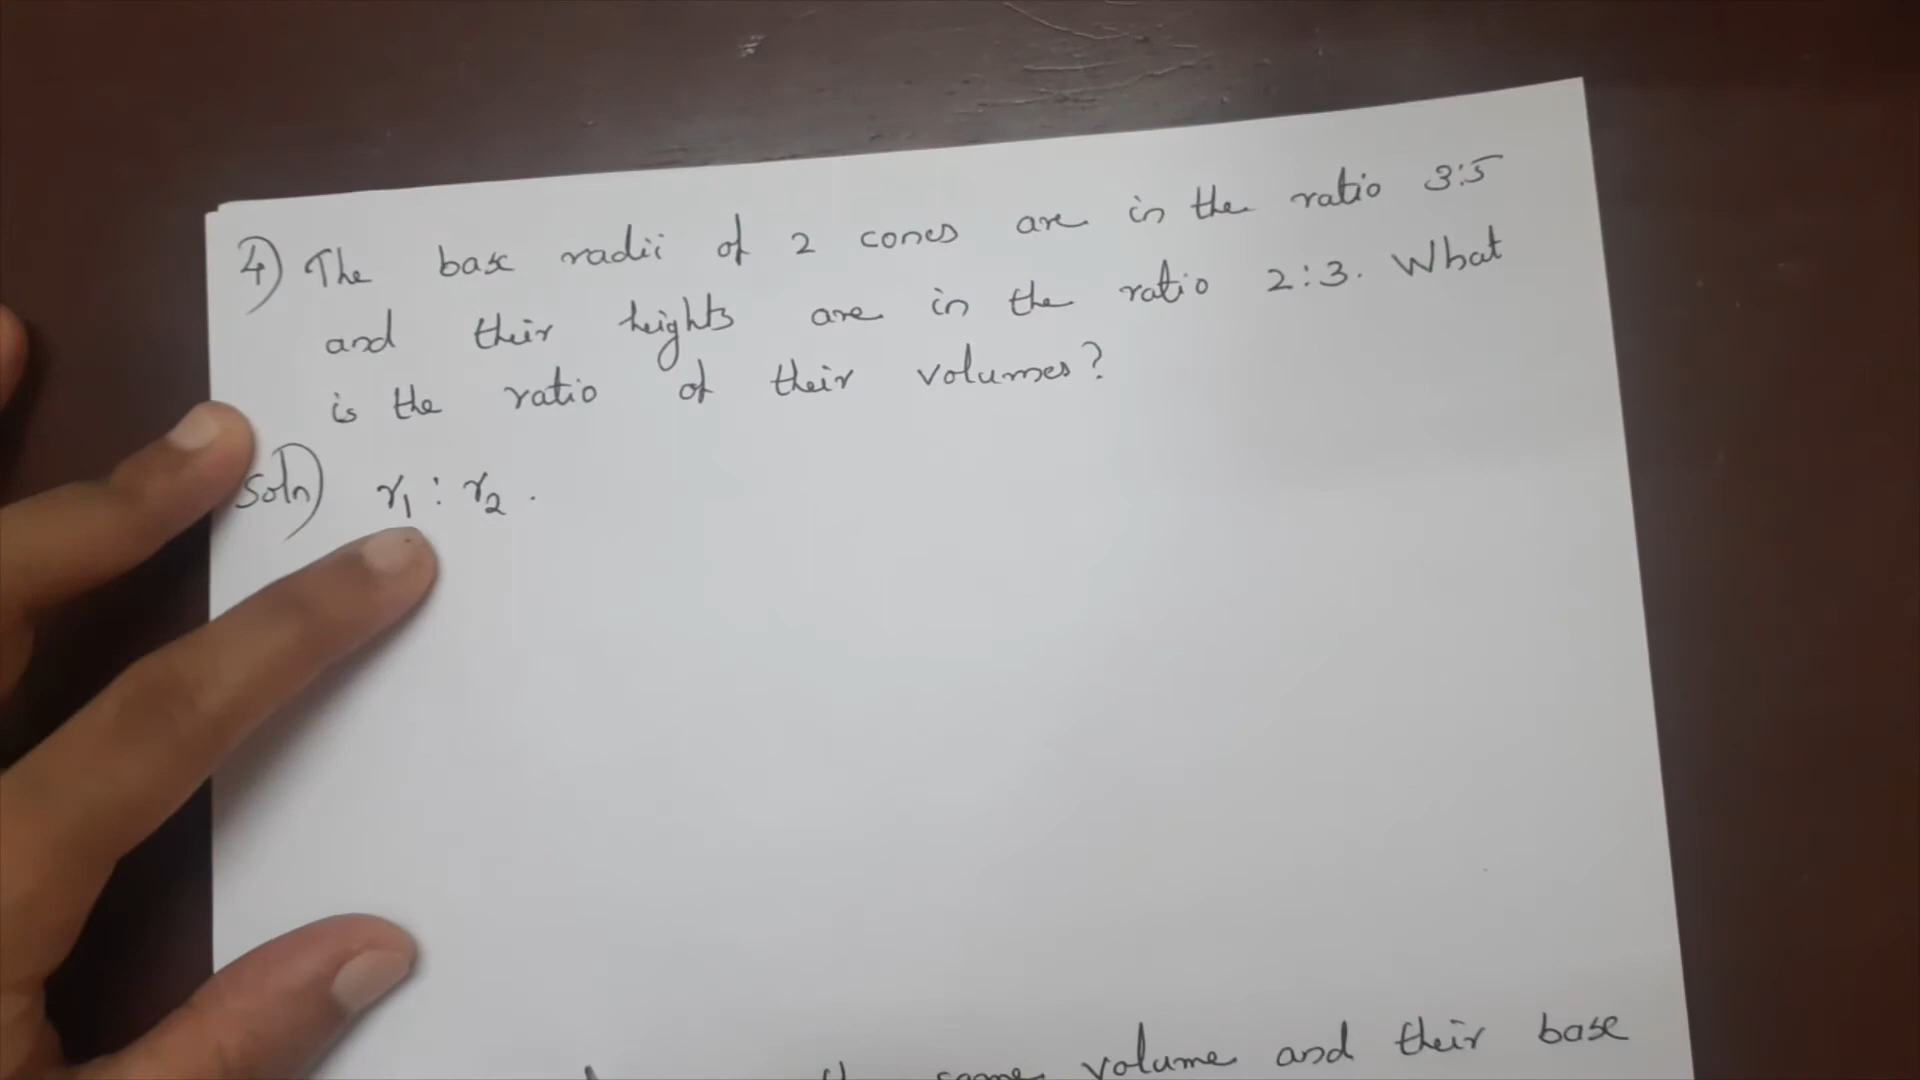 4) The base radii of 2 cones are in the ratio 3:5
and their heights are in the ratio 2:3. What
is the ratio of their volumes?
Soln) r₁ : r₂ .
same volume and their base